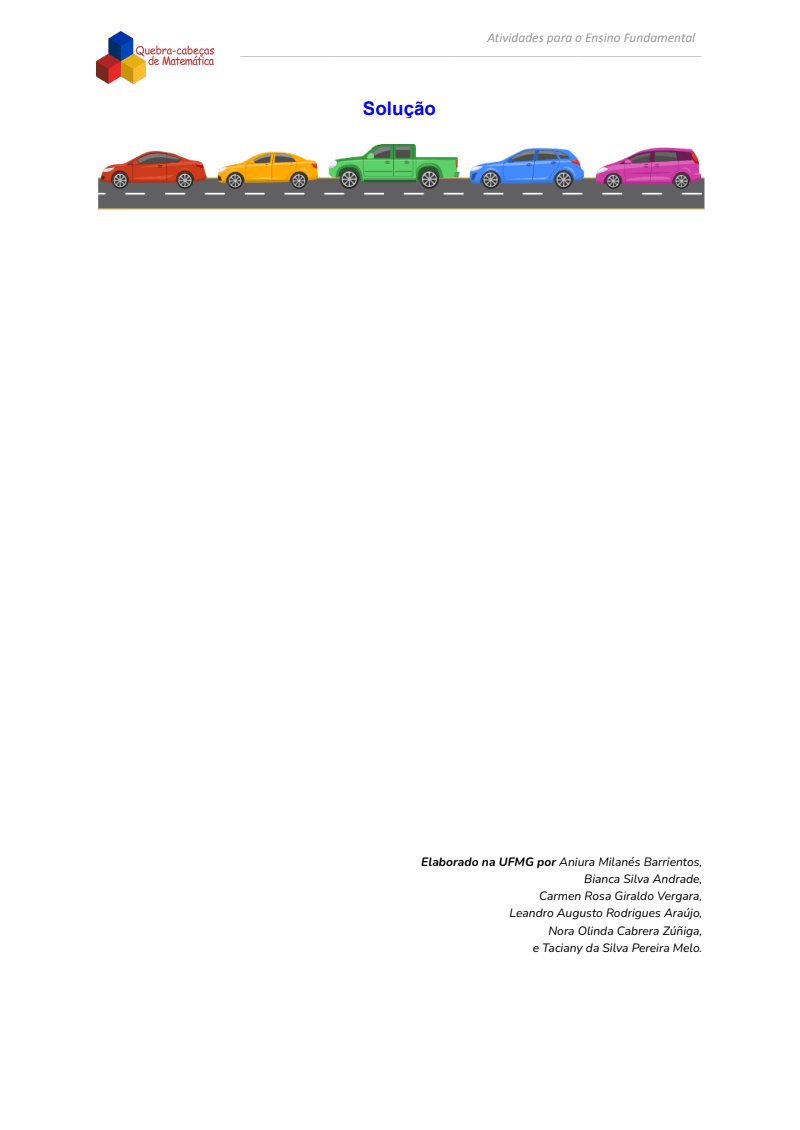 Quebra-cabeças
de Matemática
Atividades para o Ensino Fundamental
Solução
Elaborado na UFMG por Aniura Milanés Barrientos,
Bianca Silva Andrade,
Carmen Rosa Giraldo Vergara,
Leandro Augusto Rodrigues Araújo,
Nora Olinda Cabrera Zúñiga,
e Taciany da Silva Pereira Melo.